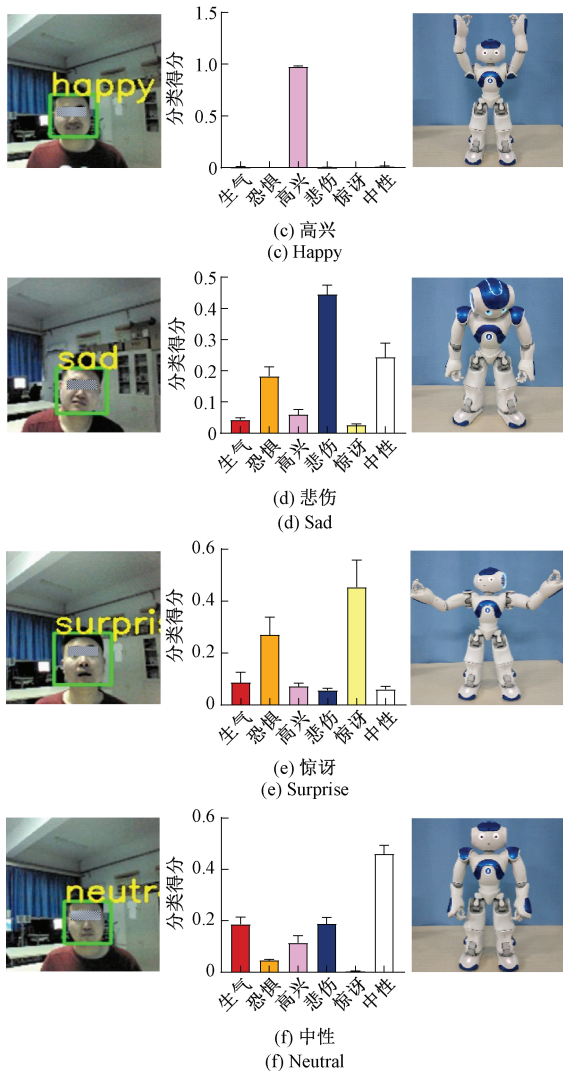 happy
分类得分
1.5
1.0
0.5
0
生气 恐惧 高兴 悲伤 惊讶 中性
(c) 高兴
(c) Happy
sad
分类得分
0.5
0.4
0.3
0.2
0.1
0
生气 恐惧 高兴 悲伤 惊讶 中性
(d) 悲伤
(d) Sad
surpris
分类得分
0.6
0.4
0.2
0
生气 恐惧 高兴 悲伤 惊讶 中性
(e) 惊讶
(e) Surprise
neutr
分类得分
0.6
0.4
0.2
0
生气 恐惧 高兴 悲伤 惊讶 中性
(f) 中性
(f) Neutral